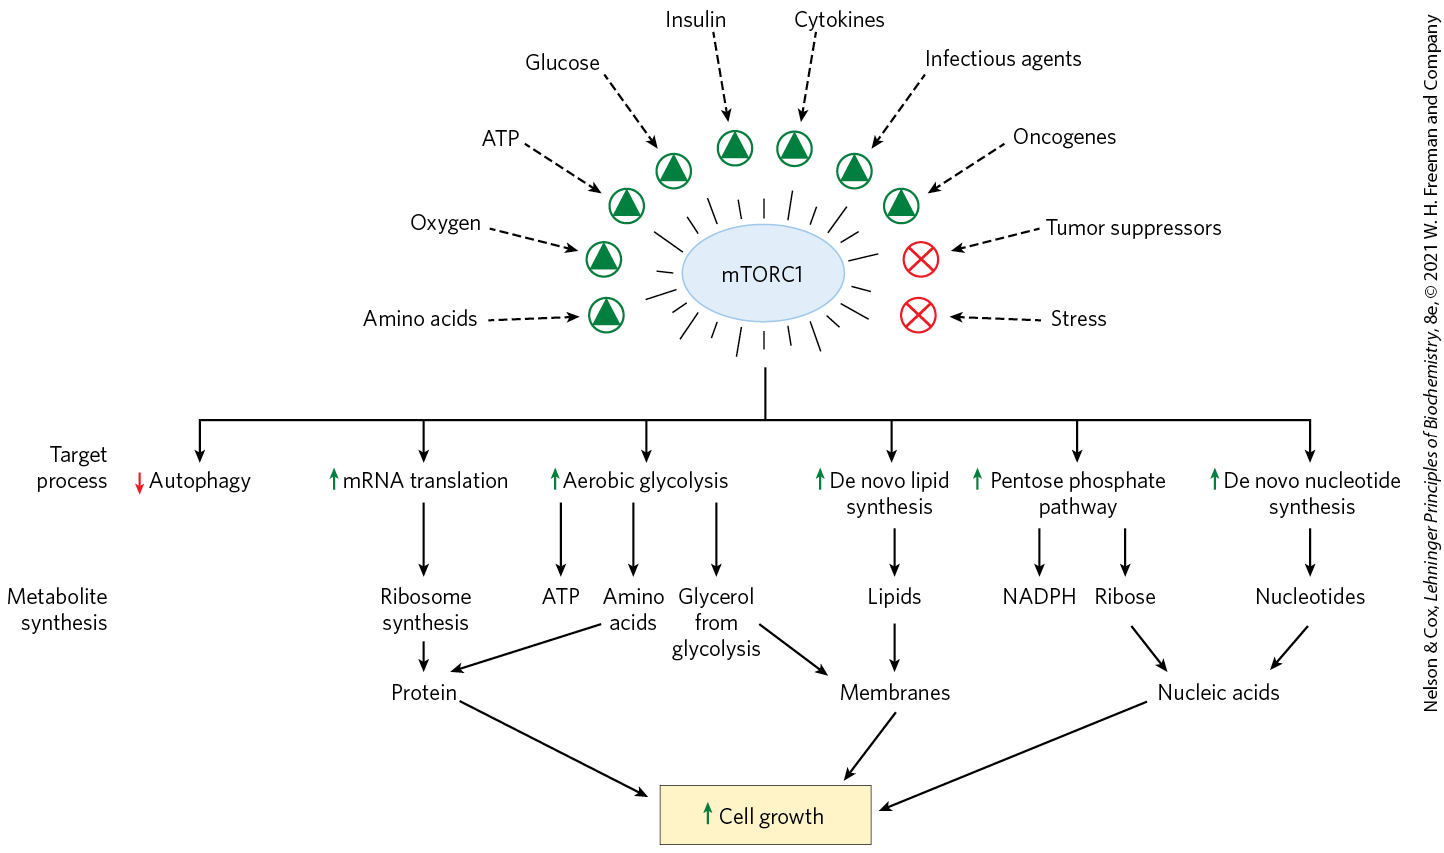 Insulin
Cytokines
Glucose
Infectious agents
ATP
Oncogenes
Oxygen
Tumor suppressors
mTORC1
Amino acids
Stress
Target
process
Autophagy
mRNA translation
Aerobic glycolysis
De novo lipid
synthesis
Pentose phosphate
pathway
De novo nucleotide
synthesis
Metabolite
synthesis
Ribosome
synthesis
ATP
Amino
acids
Glycerol
from
glycolysis
Lipids
NADPH
Ribose
Nucleotides
Protein
Membranes
Nucleic acids
Cell growth
Nelson & Cox, Lehninger Principles of Biochemistry, 8e, © 2021 W. H. Freeman and Company